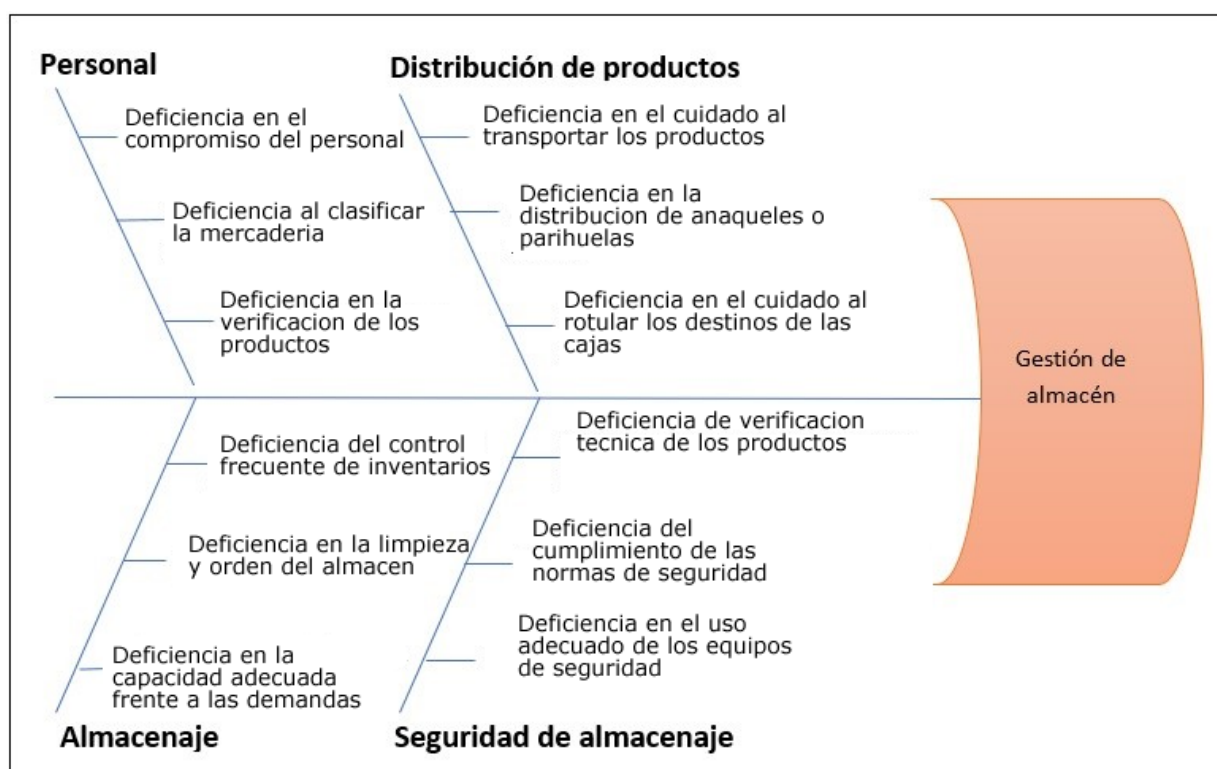 Personal
Deficiencia en el
compromiso del personal
Deficiencia al clasificar
la mercaderia
Deficiencia en la
verificacion de los
productos
Distribución de productos
Deficiencia en el cuidado al
transportar los productos
Deficiencia en la
distribucion de anaqueles o
parihuelas
Deficiencia en el cuidado al
rotular los destinos de las
cajas
Gestión de
almacén
Deficiencia del control
frecuente de inventarios
Deficiencia en la limpieza
y orden del almacen
Deficiencia en la
capacidad adecuada
frente a las demandas
Almacenaje
Deficiencia de verificacion
tecnica de los productos
Deficiencia del
cumplimiento de las
normas de seguridad
Deficiencia en el uso
adecuado de los equipos
de seguridad
Seguridad de almacenaje